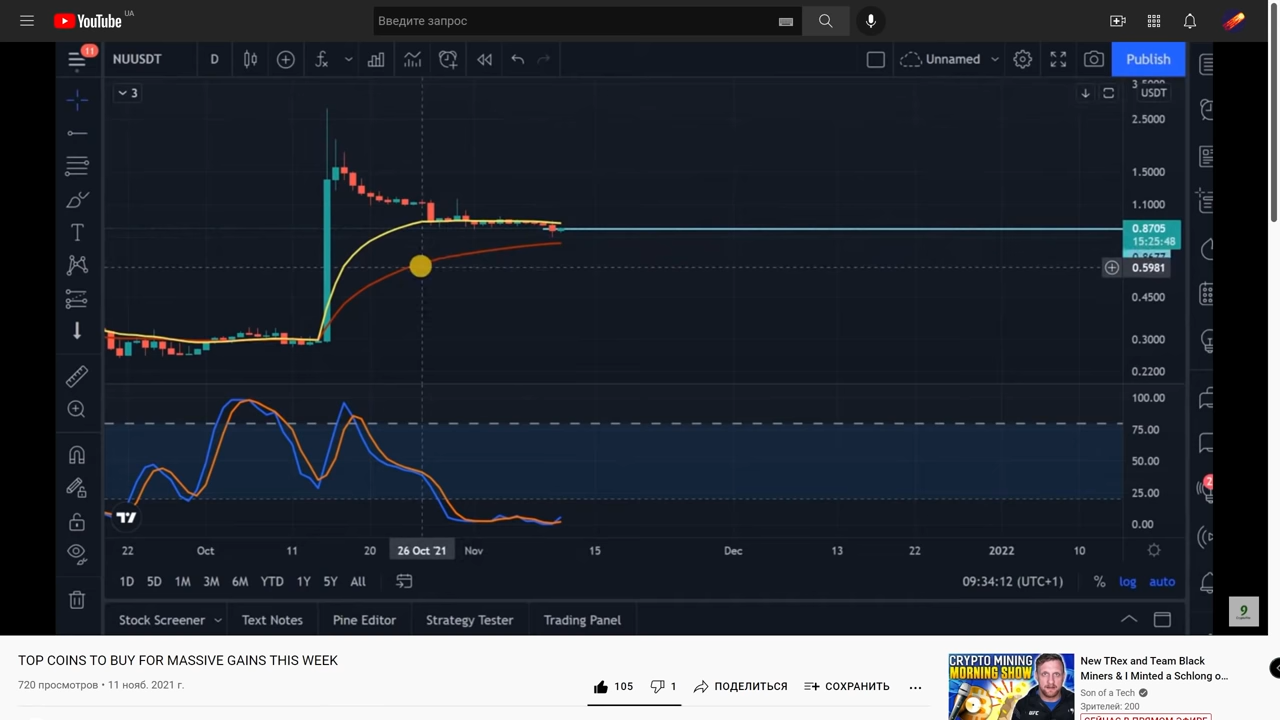 YouTube UA
Введите запрос
11
NUUSDT D
Unnamed
Publish
3
3.5000
USDT
2.5000
1.5000
1.1000
0.8705
15:25:48
0.5981
0.4500
0.3000
0.2200
100.00
75.00
50.00
25.00
0.00
22 Oct 11 20 26 Oct '21 Nov 15 Dec 13 22 2022 10
1D 5D 1M 3M 6M YTD 1Y 5Y All
09:34:12 (UTC+1) % log auto
Stock Screener Text Notes Pine Editor Strategy Tester Trading Panel
9
TOP COINS TO BUY FOR MASSIVE GAINS THIS WEEK
720 просмотров • 11 нояб. 2021 г.
105 1 ПОДЕЛИТЬСЯ СОХРАНИТЬ ...
CRYPTO MINING
MORNING SHOW
New TRex and Team Black
Miners & I Minted a Schlong o...
Son of a Tech
Зрителей: 200
СЕЙЧАС В ПРЯМОМ ЭФИРЕ